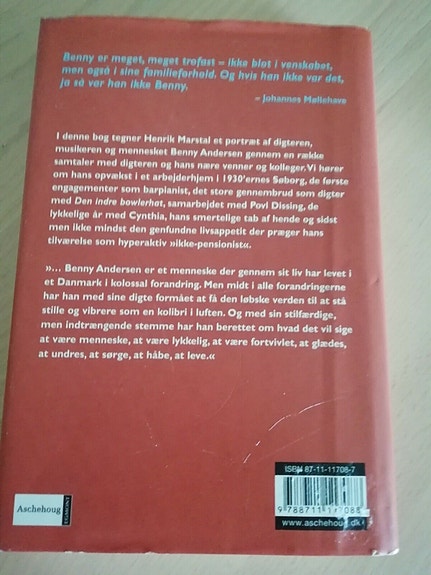 Benny er meget, meget trofast – ikke blot i venskabet,
men også i sine familieforhold. Og hvis han ikke var det,
ja så var han ikke Benny.
– Johannes Møllehave
I denne bog tegner Henrik Marstal et portræt af digteren,
musikeren og mennesket Benny Andersen gennem en række
samtaler med digteren og hans nære venner og kolleger. Vi hører
om hans opvækst i et arbejderhjem i 1930'ernes Søborg, de første
engagementer som barpianist, det store gennembrud som digter
med Den indre bowlerhat, samarbejdet med Povl Dissing, de
lykkelige år med Cynthia, hans smertelige tab af hende og sidst
men ikke mindst den genfundne livsappetit der præger hans
tilværelse som hyperaktiv »ikke-pensionist«.
»... Benny Andersen er et menneske der gennem sit liv har levet i
et Danmark i kolossal forandring. Men midt i alle forandringerne
har han med sine digte formået at få den løbske verden til at stå
stille og vibrere som en kolibri i luften. Og med sin stilfærdige,
men indtrængende stemme har han berettet om hvad det vil sige
at være menneske, at være lykkelig, at være fortvivlet, at glædes,
at undres, at sørge, at håbe, at leve.«
ISBN 87-11-11708-7
9 788711 117088
www.aschehoug.dk
Aschehoug
EGMONT